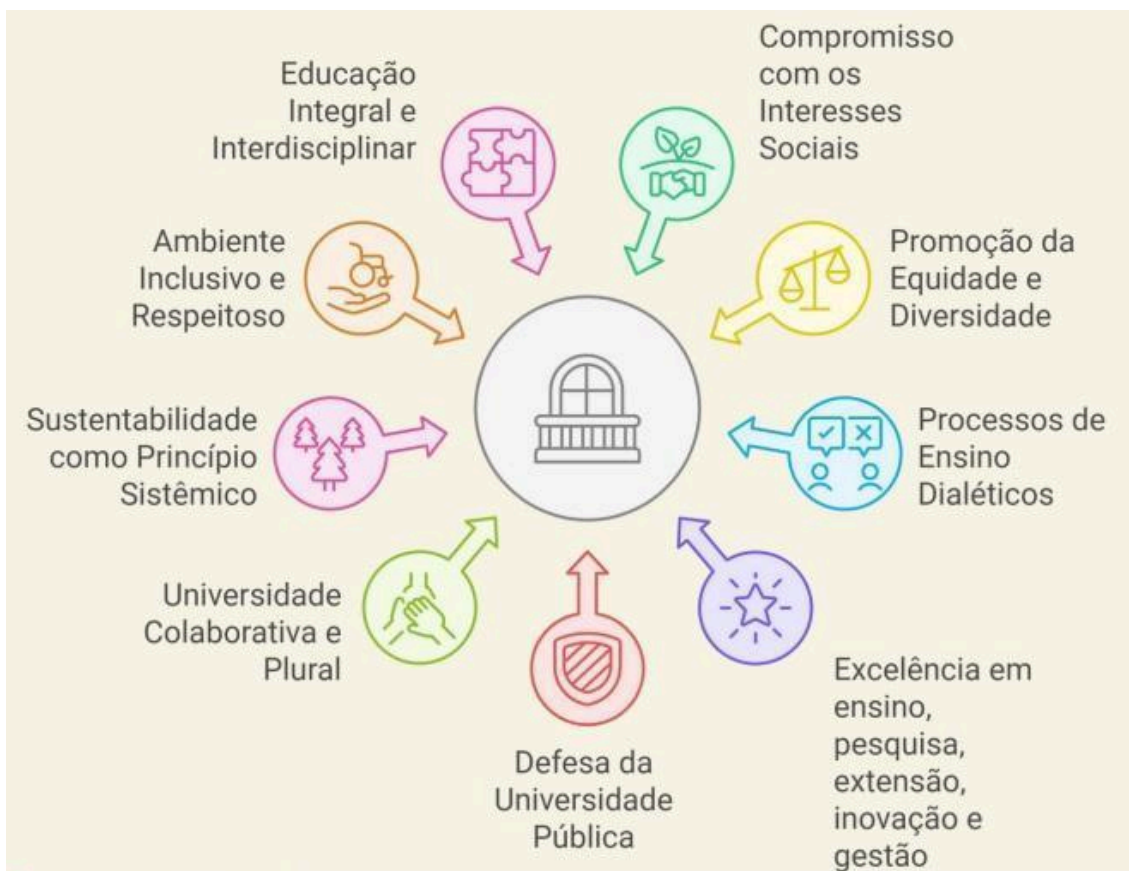 Educação
Integral e
Interdisciplinar
Compromisso
com os
Interesses
Sociais
Ambiente
Inclusivo e
Respeitoso
Promoção da
Equidade e
Diversidade
Sustentabilidade
como Princípio
Sistêmico
Processos de
Ensino
Dialéticos
Universidade
Colaborativa e
Plural
Defesa da
Universidade
Pública
Excelência em
ensino,
pesquisa,
extensão,
inovação e
gestão